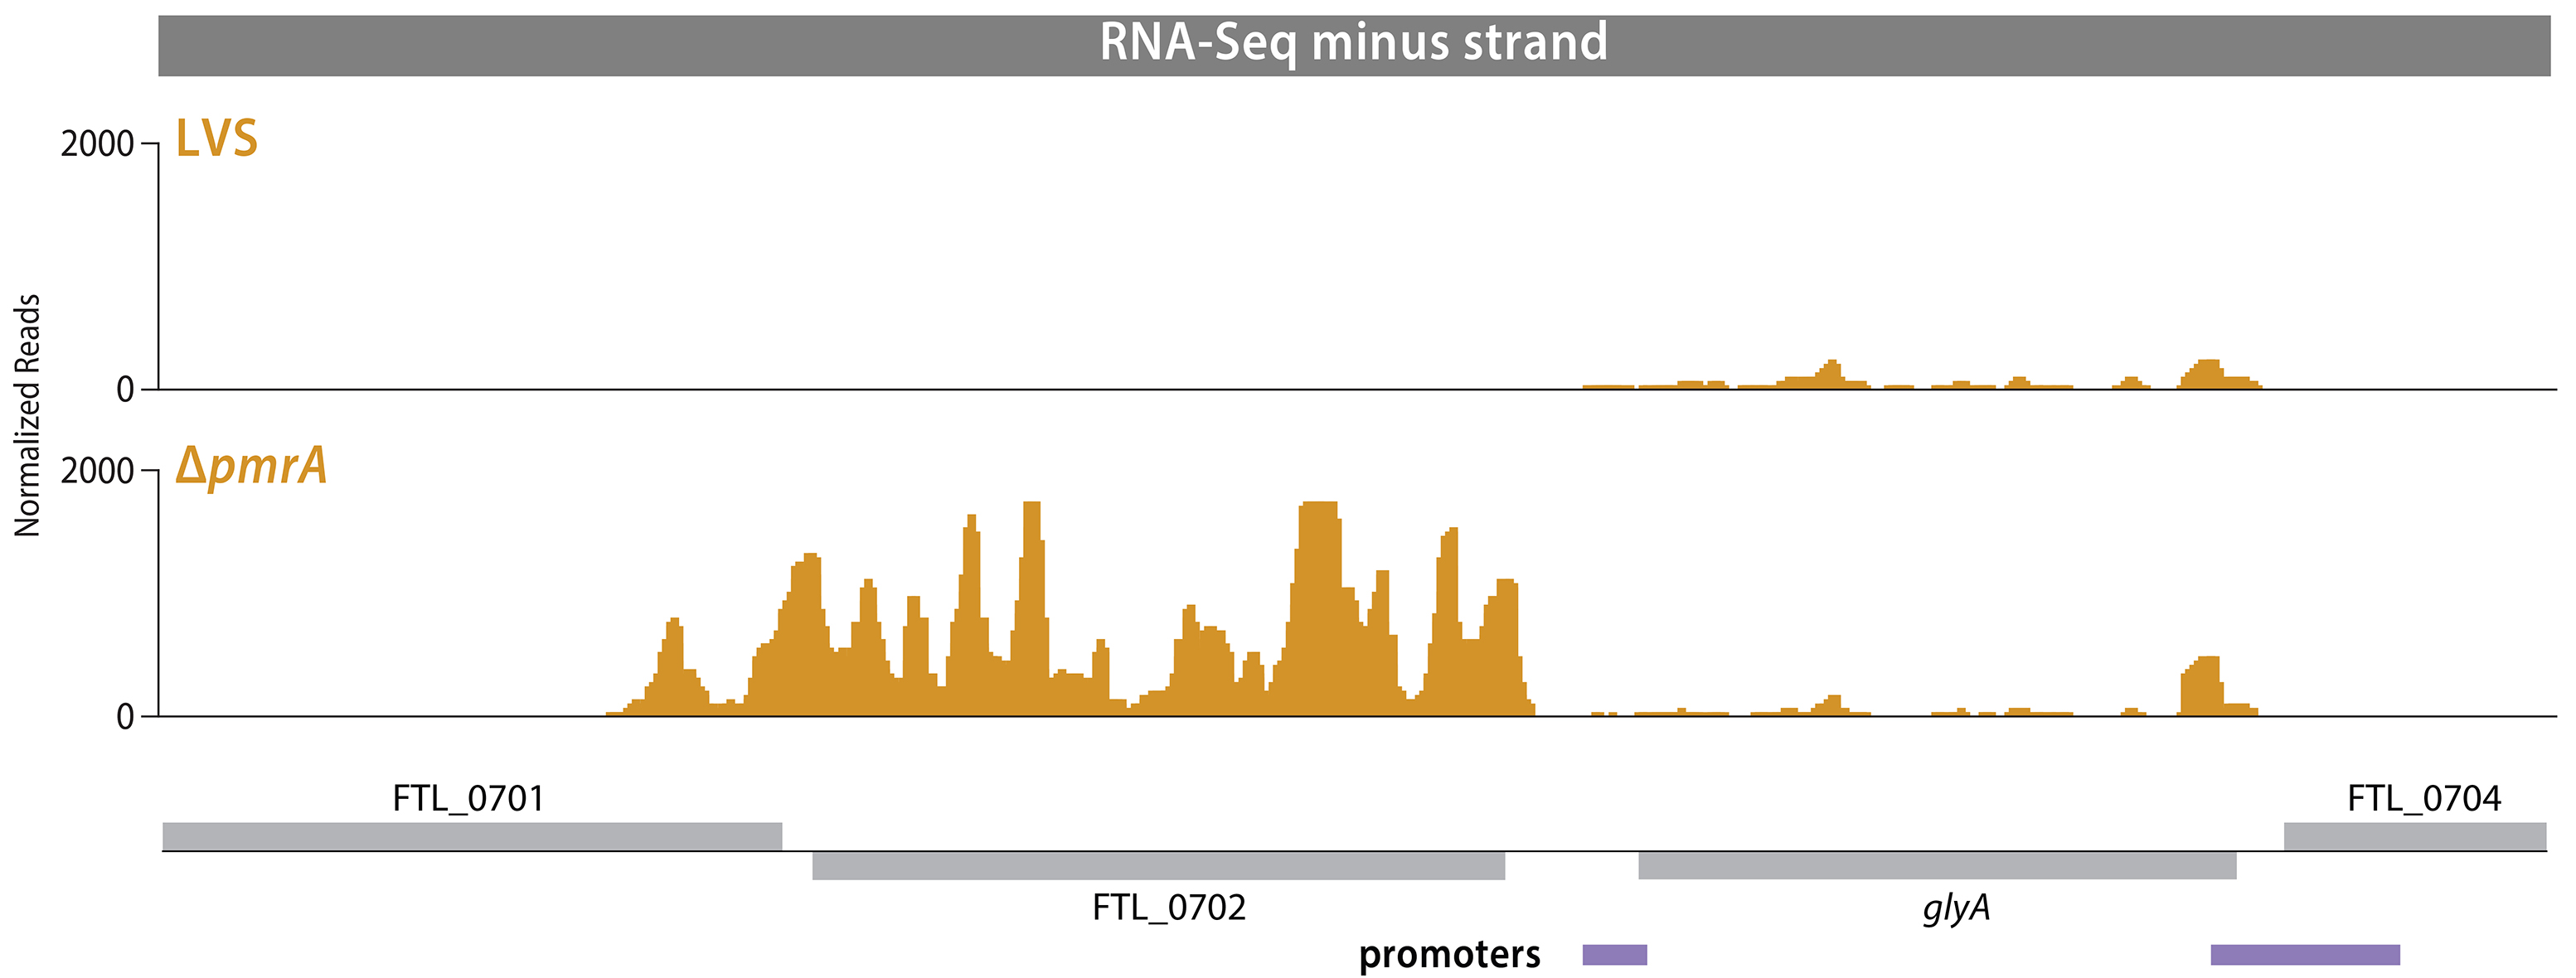 RNA-Seq minus strand
LVS
2000
0
Normalized Reads
ΔpmrA
2000
0
FTL_0701
FTL_0704
FTL_0702
glyA
promoters